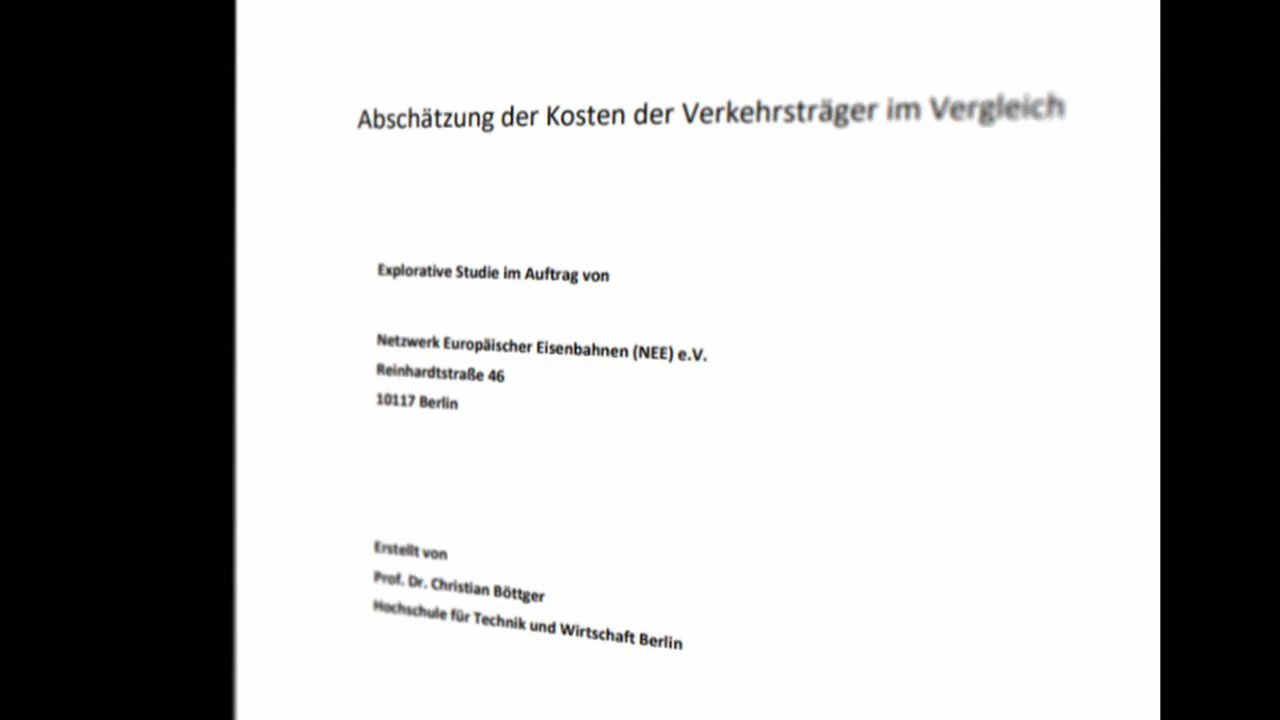 Abschätzung der Kosten der Verkehrsträger im Vergleich
Explorative Studie im Auftrag von
Netzwerk Europäischer Eisenbahnen (NEE) e.V.
Reinhardtstraße 46
10117 Berlin
Erstellt von
Prof. Dr. Christian Böttger
Hochschule für Technik und Wirtschaft Berlin